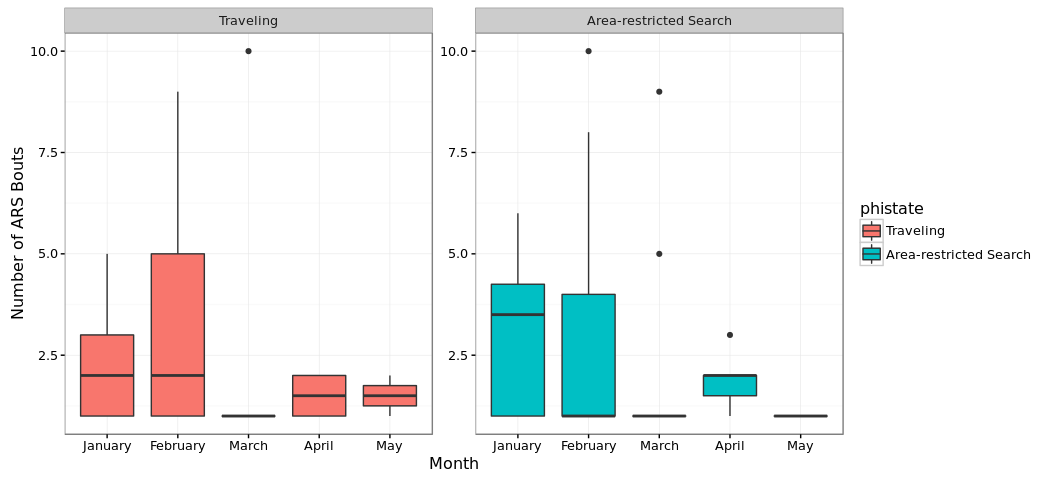 Traveling
Area-restricted Search
Number of ARS Bouts
10.0
7.5
5.0
2.5
10.0
7.5
5.0
2.5
January February March April May
January February March April May
Month
phistate
Traveling
Area-restricted Search